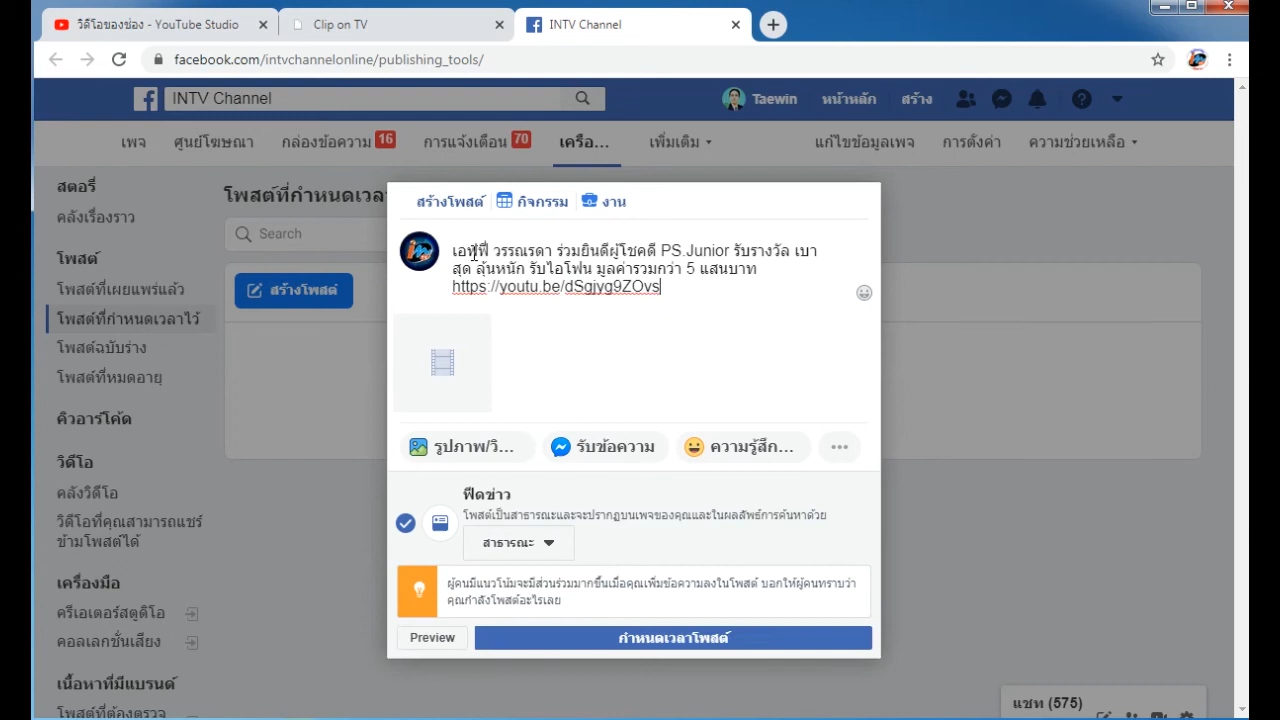 วิดีโอของช่อง - YouTube Studio
Clip on TV
INTV Channel
facebook.com/intvchannelonline/publishing_tools/
INTV Channel
Taewin
หน้าหลัก
สร้าง
เพจ
ศูนย์โฆษณา
กล่องข้อความ 16
การแจ้งเตือน 70
เครือ...
เพิ่มเติม
แก้ไขข้อมูลเพจ
การตั้งค่า
ความช่วยเหลือ
สตอรี่
คลังเรื่องราว
โพสต์
โพสต์ที่เผยแพร่แล้ว
โพสต์ที่กำหนดเวลาไว้
โพสต์ฉบับร่าง
โพสต์ที่หมดอายุ
คิวอาร์โค้ด
วิดีโอ
คลังวิดีโอ
วิดีโอที่คุณสามารถแชร์
ข้ามโพสต์ได้
เครื่องมือ
ครีเอเตอร์สตูดิโอ
คอลเลกชั่นเสียง
เนื้อหาที่มีแบรนด์
โพสต์ที่ต้องตรวจ
โพสต์ที่กำหนดเวลา
Search
สร้างโพสต์
สร้างโพสต์
กิจกรรม
งาน
เอฟฟี่ วรรณรดา ร่วมยินดีผู้โชคดี PS.Junior รับรางวัล เบา
สุด ลุ้นหนัก รับไอโฟน มูลค่ารวมกว่า 5 แสนบาท
https://youtu.be/dSgjyg9ZOvs
รูปภาพ/วิ...
รับข้อความ
ความรู้สึก...
ฟีดข่าว
โพสต์เป็นสาธารณะและจะปรากฏบนเพจของคุณและในผลลัพธ์การค้นหาด้วย
สาธารณะ
ผู้คนมีแนวโน้มจะมีส่วนร่วมมากขึ้นเมื่อคุณเพิ่มข้อความลงในโพสต์ บอกให้ผู้คนทราบว่า
คุณกำลังโพสต์อะไรเลย
Preview
กำหนดเวลาโพสต์
แชท (575)